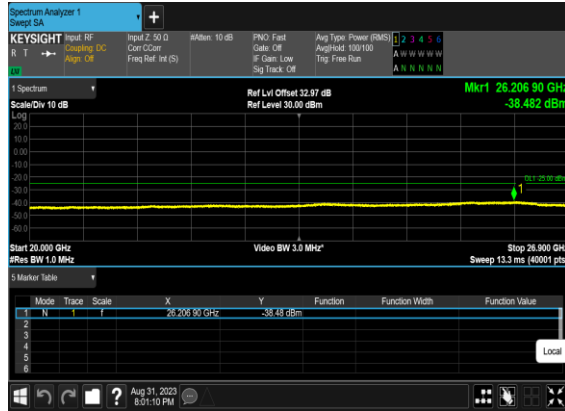 Spectrum Analyzer 1
Swept SA
+
KEYSIGHT
R T
Input: RF
Coupling: DC
Align: Off
Input Z: 50 Ω
Corr CCorr
Freq Ref: Int (S)
#Atten: 10 dB
PNO: Fast
Gate: Off
IF Gain: Low
Sig Track: Off
Avg Type: Power (RMS)
Avg|Hold: 100/100
Trig: Free Run
1 2 3 4 5 6
A W W W W W
A N N N N N
1 Spectrum
Scale/Div 10 dB
Ref Lvl Offset 32.97 dB
Ref Level 30.00 dBm
Mkr1 26.206 90 GHz
-38.482 dBm
Log
20.0
10.0
0.00
-10.0
-20.0
-30.0
-40.0
-50.0
-60.0
DL1 -25.00 dBm
1
Start 20.000 GHz
#Res BW 1.0 MHz
Video BW 3.0 MHz*
Stop 26.900 GHz
Sweep 13.3 ms (40001 pts)
5 Marker Table
Mode Trace Scale X Y Function Function Width Function Value
1 N 1 f 26.206 90 GHz -38.48 dBm
2
3
4
5
6
Local
?
Aug 31, 2023
8:01:10 PM